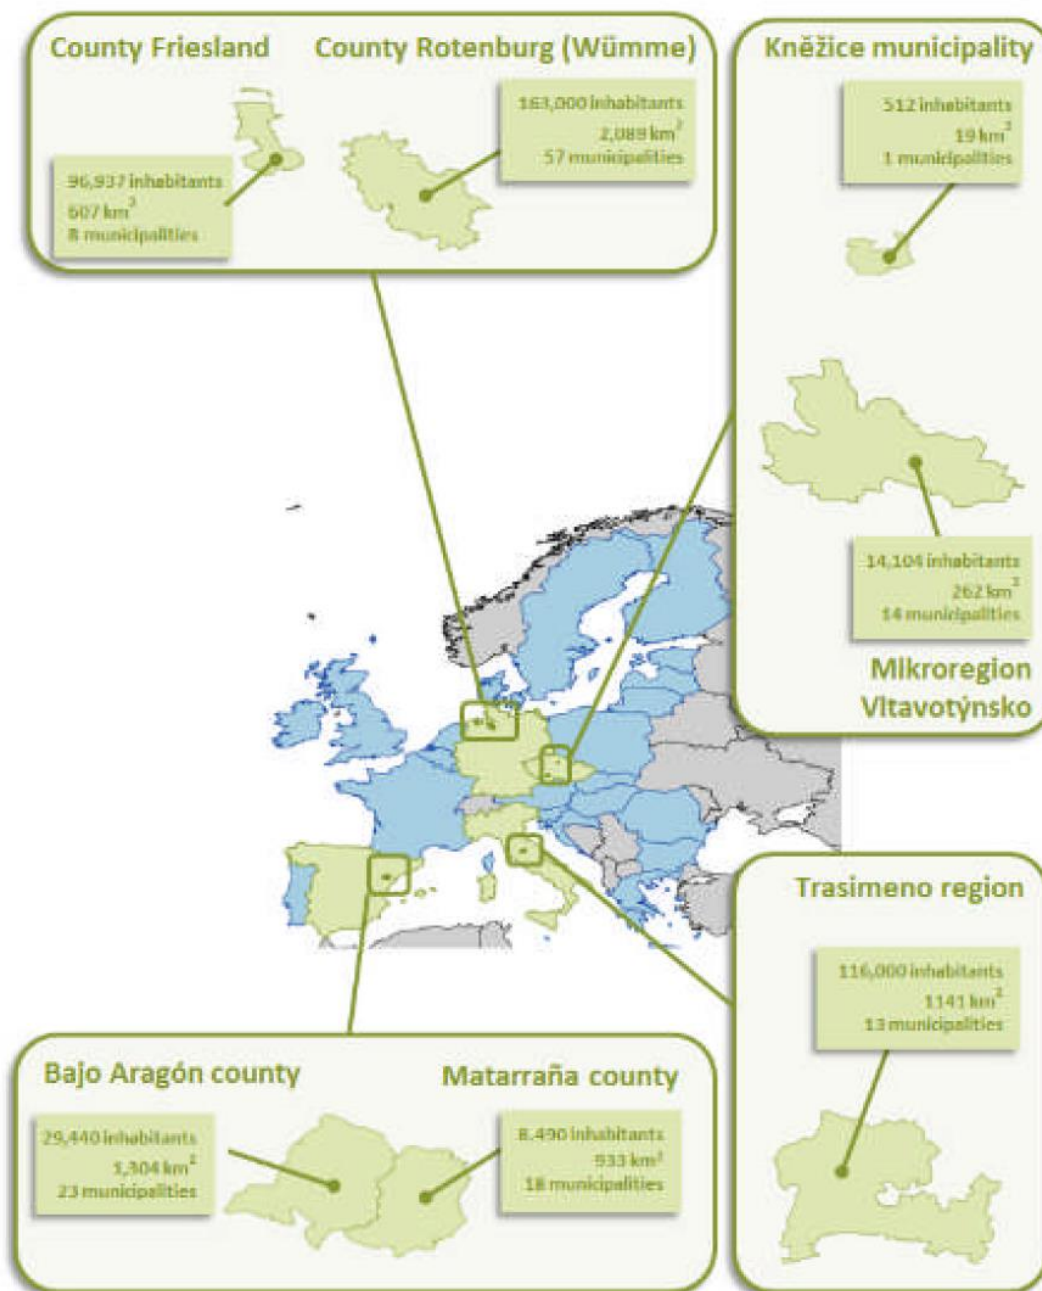 County Friesland
96,937 inhabitants
607 km²
8 municipalities
County Rotenburg (Wümme)
163,000 inhabitants
2,089 km²
57 municipalities
Kněžice municipality
512 inhabitants
19 km²
1 municipalities
14,104 inhabitants
262 km²
14 municipalities
Mikroregion
Vltavotýnsko
Trasimeno region
116,000 inhabitants
1141 km²
13 municipalities
Bajo Aragón county
29,440 inhabitants
1,304 km²
23 municipalities
Matarraña county
8.490 inhabitants
933 km²
18 municipalities